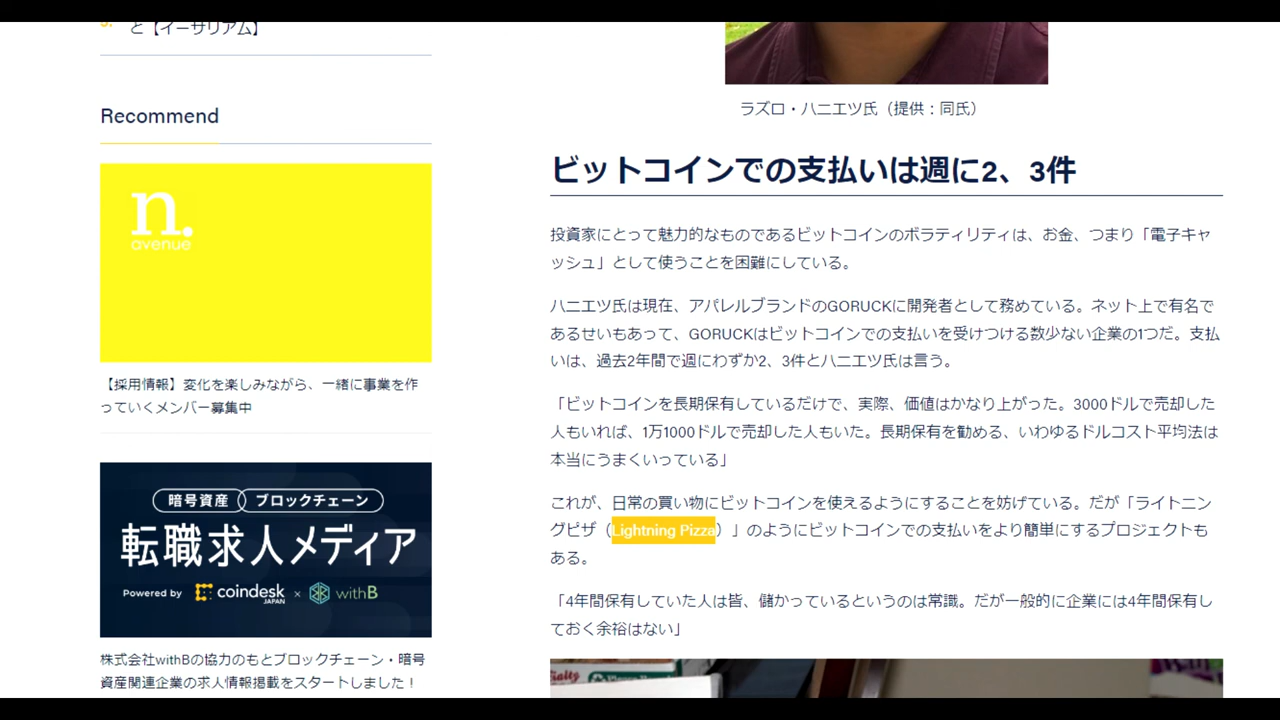 と【イーサリアム】
Recommend
n.
avenue
【採用情報】変化を楽しみながら、一緒に事業を作
っていくメンバー募集中
暗号資産 ブロックチェーン
転職求人メディア
Powered by coindesk JAPAN × withB
株式会社withBの協力のもとブロックチェーン・暗号
資産関連企業の求人情報掲載をスタートしました！
ラズロ・ハニエツ氏（提供：同氏）
ビットコインでの支払いは週に2、3件
投資家にとって魅力的なものであるビットコインのボラティリティは、お金、つまり「電子キャ
ッシュ」として使うことを困難にしている。
ハニエツ氏は現在、アパレルブランドのGORUCKに開発者として務めている。ネット上で有名で
あるせいもあって、GORUCKはビットコインでの支払いを受けつける数少ない企業の1つだ。支払
いは、過去2年間で週にわずか2、3件とハニエツ氏は言う。
「ビットコインを長期保有しているだけで、実際、価値はかなり上がった。3000ドルで売却した
人もいれば、1万1000ドルで売却した人もいた。長期保有を勧める、いわゆるドルコスト平均法は
本当にうまくいっている」
これが、日常の買い物にビットコインを使えるようにすることを妨げている。だが「ライトニン
グピザ（Lightning Pizza）」のようにビットコインでの支払いをより簡単にするプロジェクトも
ある。
「4年間保有していた人は皆、儲かっているというのは常識。だが一般的に企業には4年間保有し
ておく余裕はない」